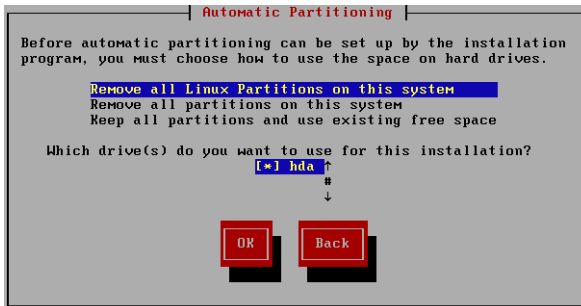 Automatic Partitioning
Before automatic partitioning can be set up by the installation
program, you must choose how to use the space on hard drives.
Remove all Linux Partitions on this system
Remove all partitions on this system
Keep all partitions and use existing free space
Which drive(s) do you want to use for this installation?
[*] hda ↑
#
↓
OK Back